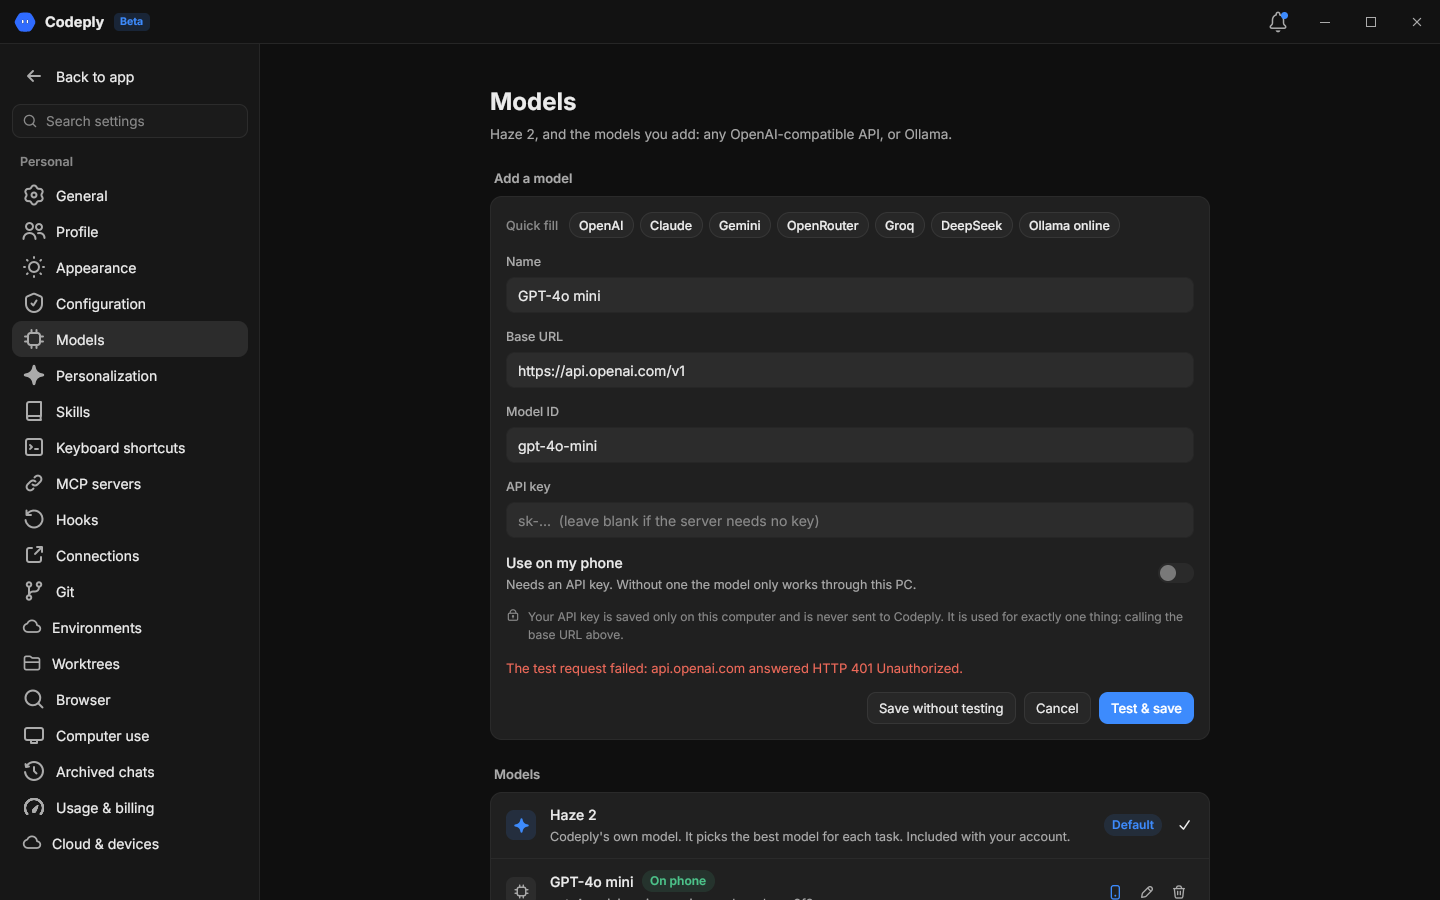 Codeply Beta
Back to app
Search settings
Personal
General
Profile
Appearance
Configuration
Models
Personalization
Skills
Keyboard shortcuts
MCP servers
Hooks
Connections
Git
Environments
Worktrees
Browser
Computer use
Archived chats
Usage & billing
Cloud & devices
Models
Haze 2, and the models you add: any OpenAI-compatible API, or Ollama.
Add a model
Quick fill OpenAI Claude Gemini OpenRouter Groq DeepSeek Ollama online
Name
GPT-4o mini
Base URL
https://api.openai.com/v1
Model ID
gpt-4o-mini
API key
sk-... (leave blank if the server needs no key)
Use on my phone
Needs an API key. Without one the model only works through this PC.
Your API key is saved only on this computer and is never sent to Codeply. It is used for exactly one thing: calling the
base URL above.
The test request failed: api.openai.com answered HTTP 401 Unauthorized.
Save without testing Cancel Test & save
Models
Haze 2
Codeply's own model. It picks the best model for each task. Included with your account.
Default
GPT-4o mini On phone